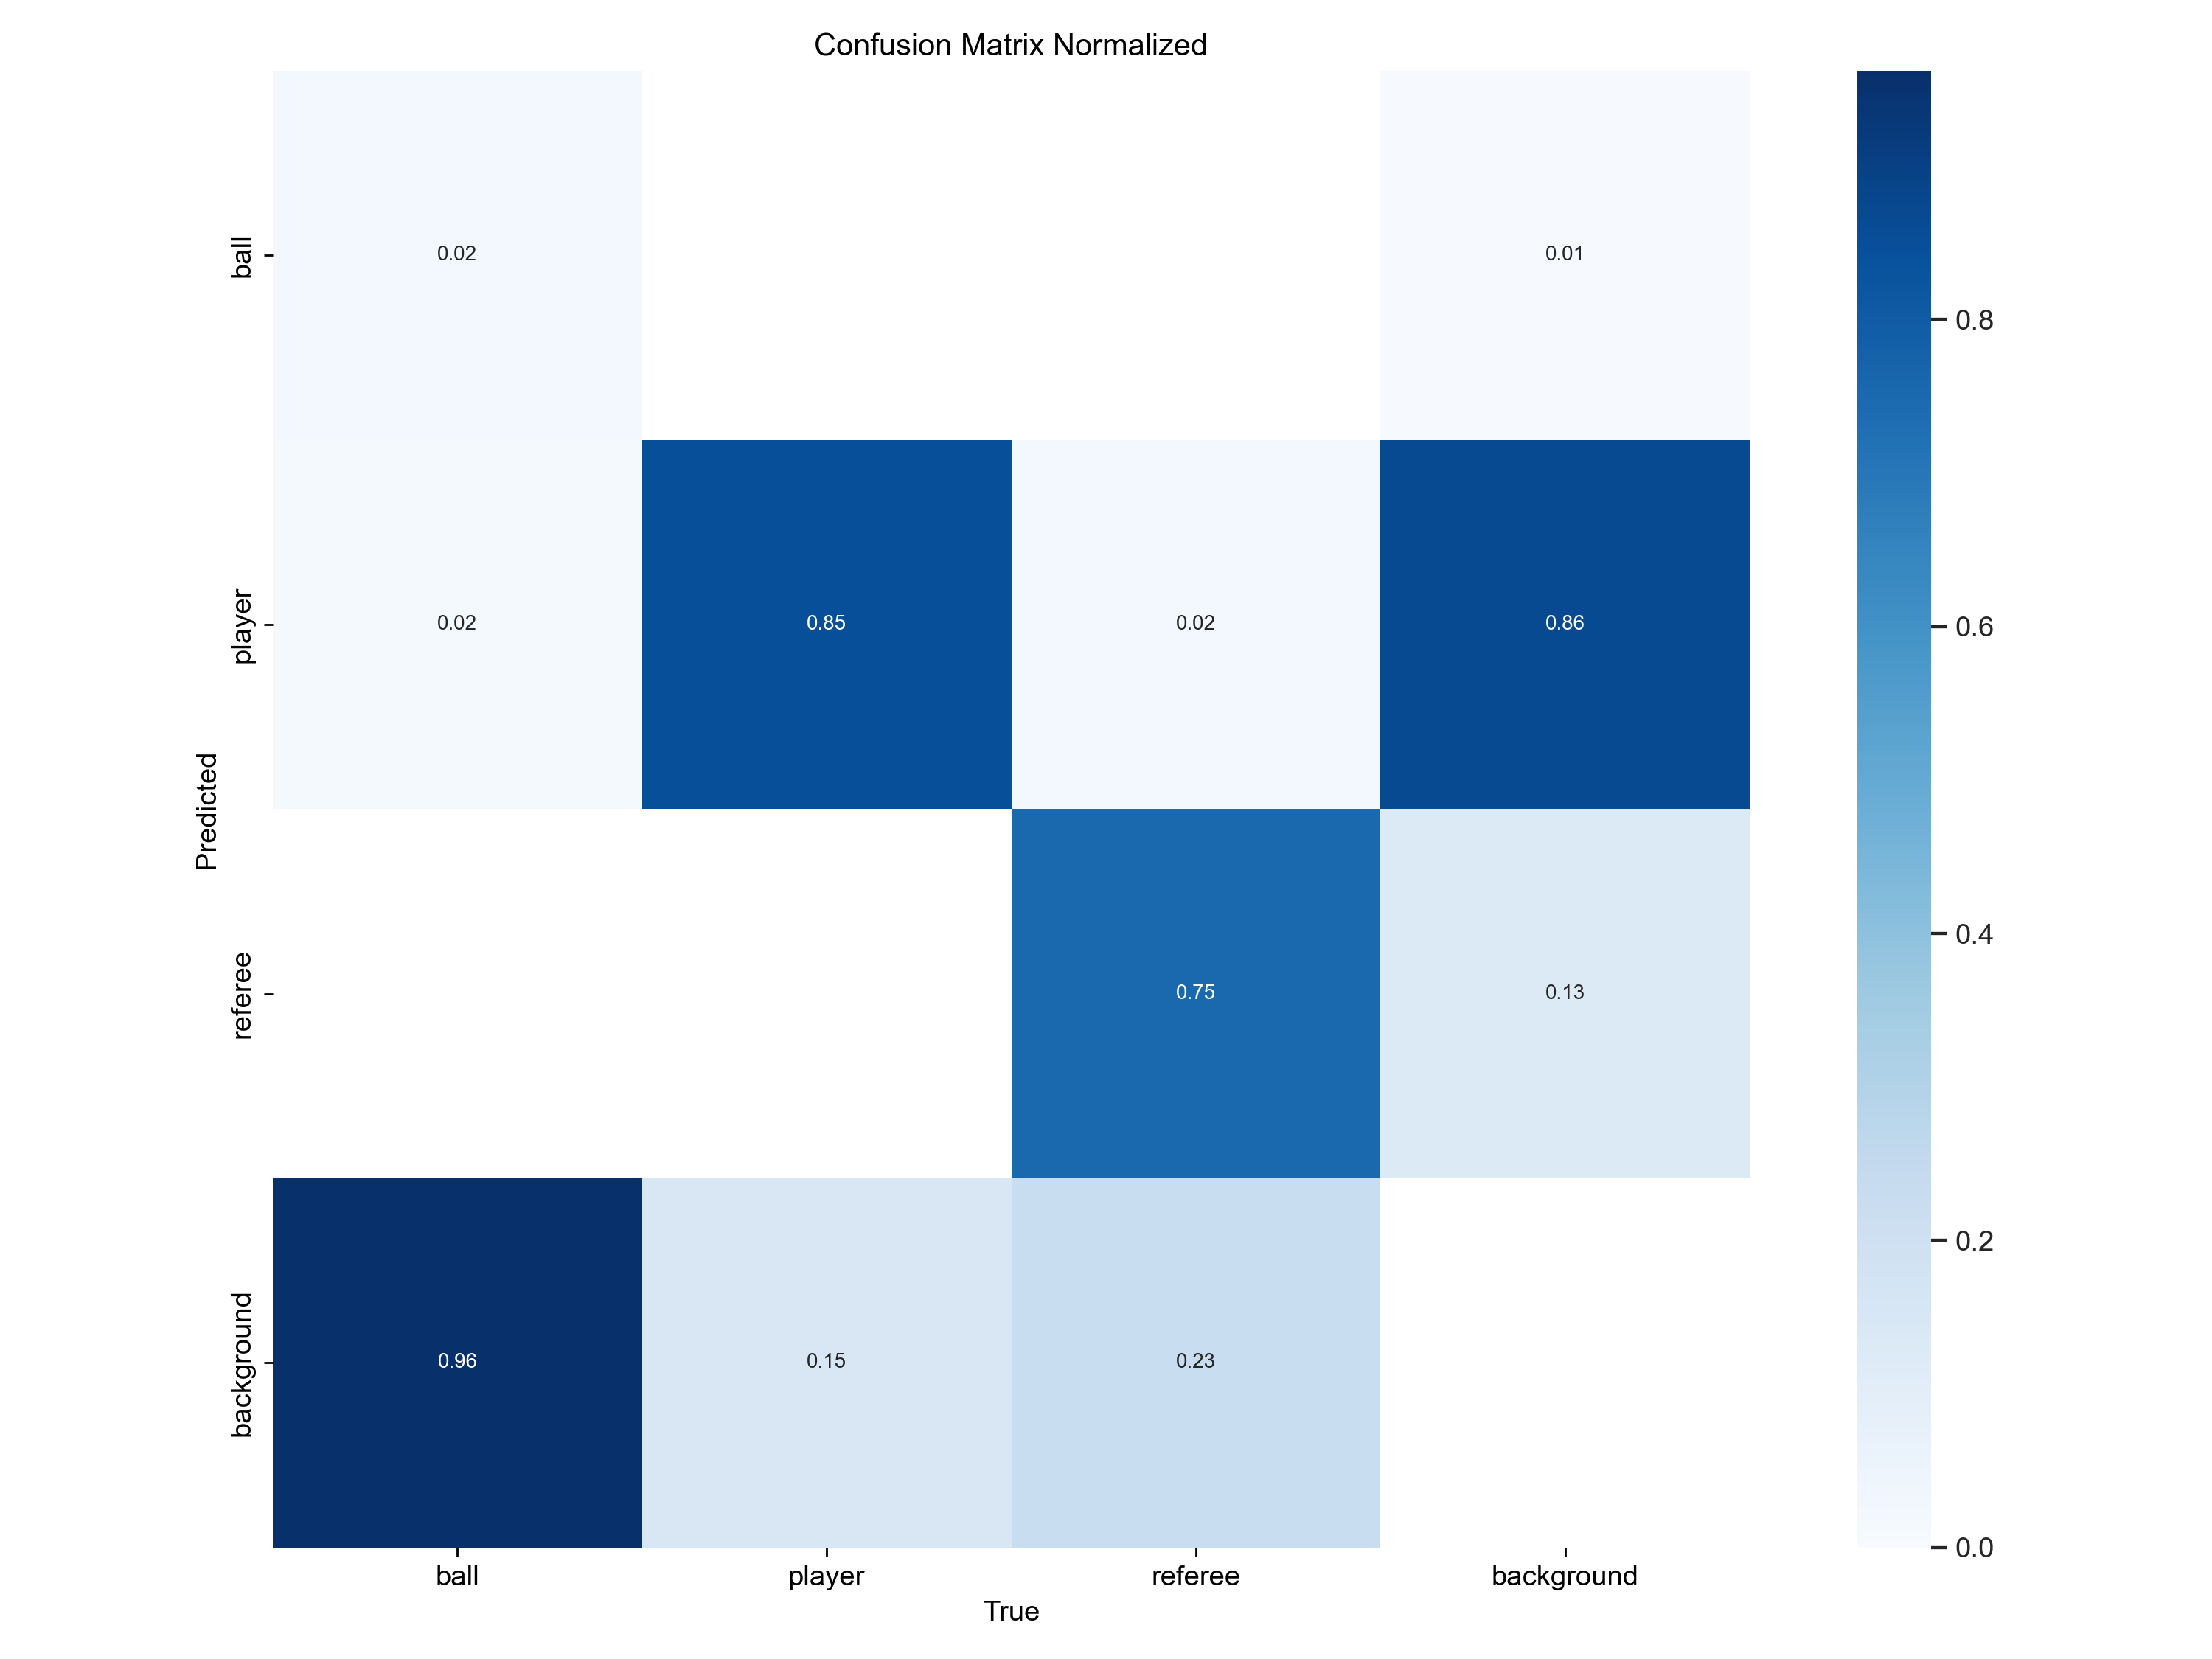 Confusion Matrix Normalized
ball
0.02
0.01
0.8
player
0.02
0.85
0.02
0.86
0.6
Predicted
referee
0.75
0.13
0.4
background
0.96
0.15
0.23
0.2
0.0
ball
player
referee
background
True